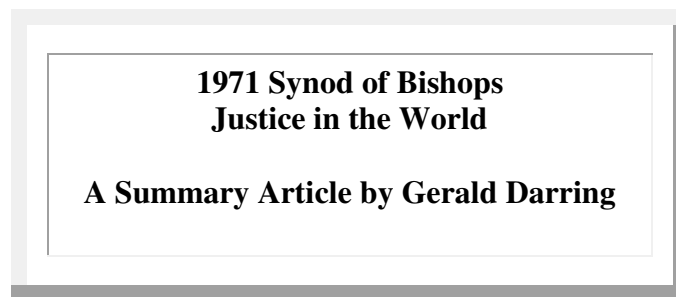 1971 Synod of Bishops
Justice in the World
A Summary Article by Gerald Darring